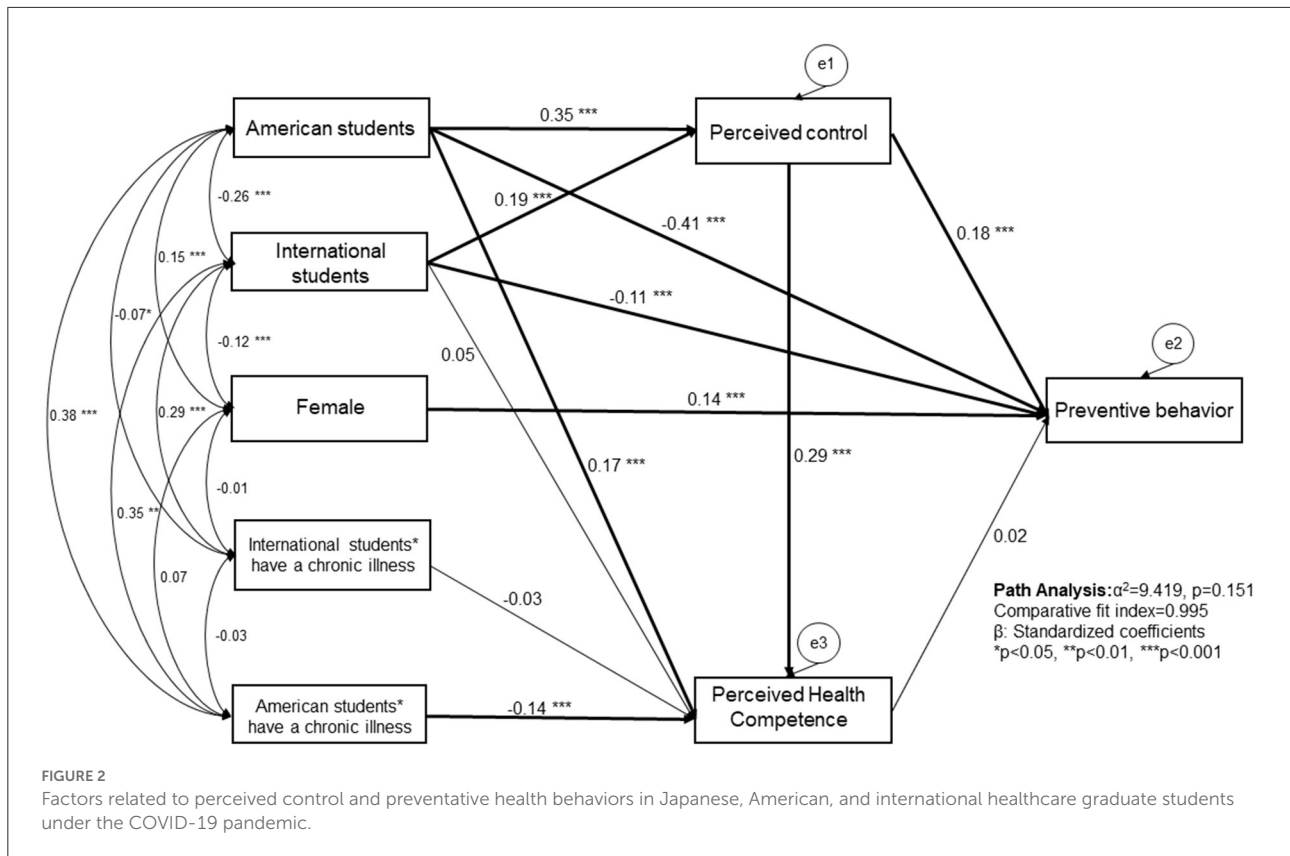 e1
American students
0.35 ***
Perceived control
-0.26 ***
0.19 ***
-0.41 ***
0.18 ***
International
students
0.15 ***
-0.11 ***
-0.07*
-0.12 ***
0.05
e2
Female
0.14 ***
Preventive behavior
0.38 ***
0.29 ***
0.17 ***
0.29 ***
-0.01
0.35 **
International students*
have a chronic illness
0.02
0.07
-0.03
Path Analysis:α²=9.419, p=0.151
Comparative fit index=0.995
β: Standardized coefficients
*p<0.05, **p<0.01, ***p<0.001
-0.03
e3
American students*
have a chronic illness
-0.14 ***
Perceived Health
Competence
FIGURE 2
Factors related to perceived control and preventative health behaviors in Japanese, American, and international healthcare graduate students
under the COVID-19 pandemic.